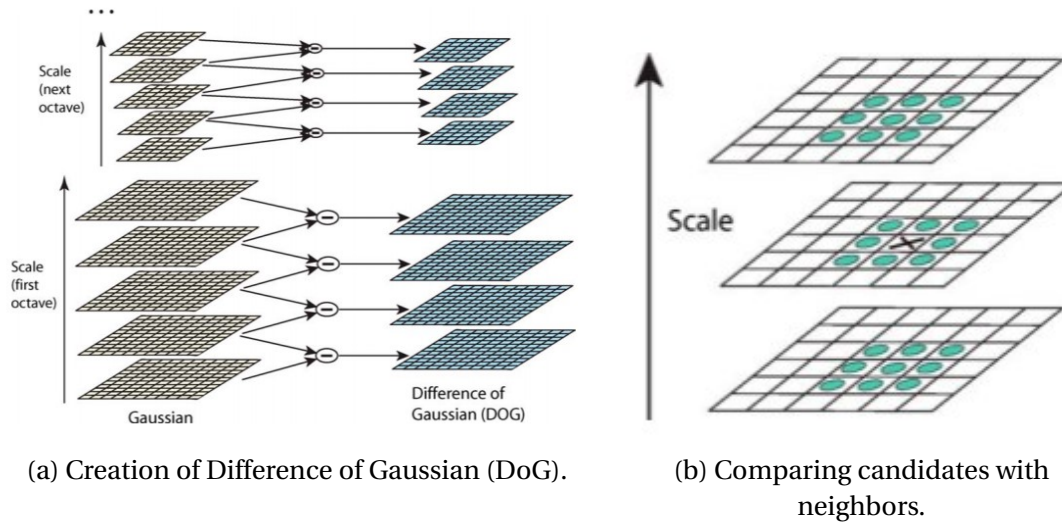 ...
Scale
(next
octave)
Scale
(first
octave)
Gaussian
Difference of
Gaussian (DOG)
(a) Creation of Difference of Gaussian (DoG).
Scale
(b) Comparing candidates with
neighbors.